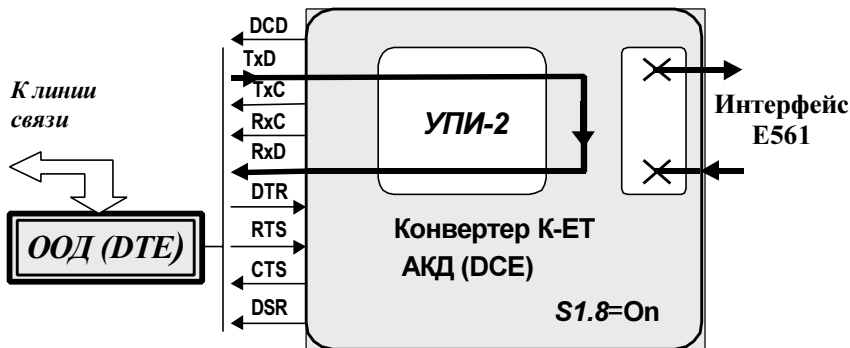 DCD
TxD
TxC
RxC
RxD
DTR
RTS
CTS
DSR
К линии
связи
ООД (DTE)
УПИ-2
Конвертер К-ЕТ
АКД (DCE)
S1.8=On
Интерфейс
Е561